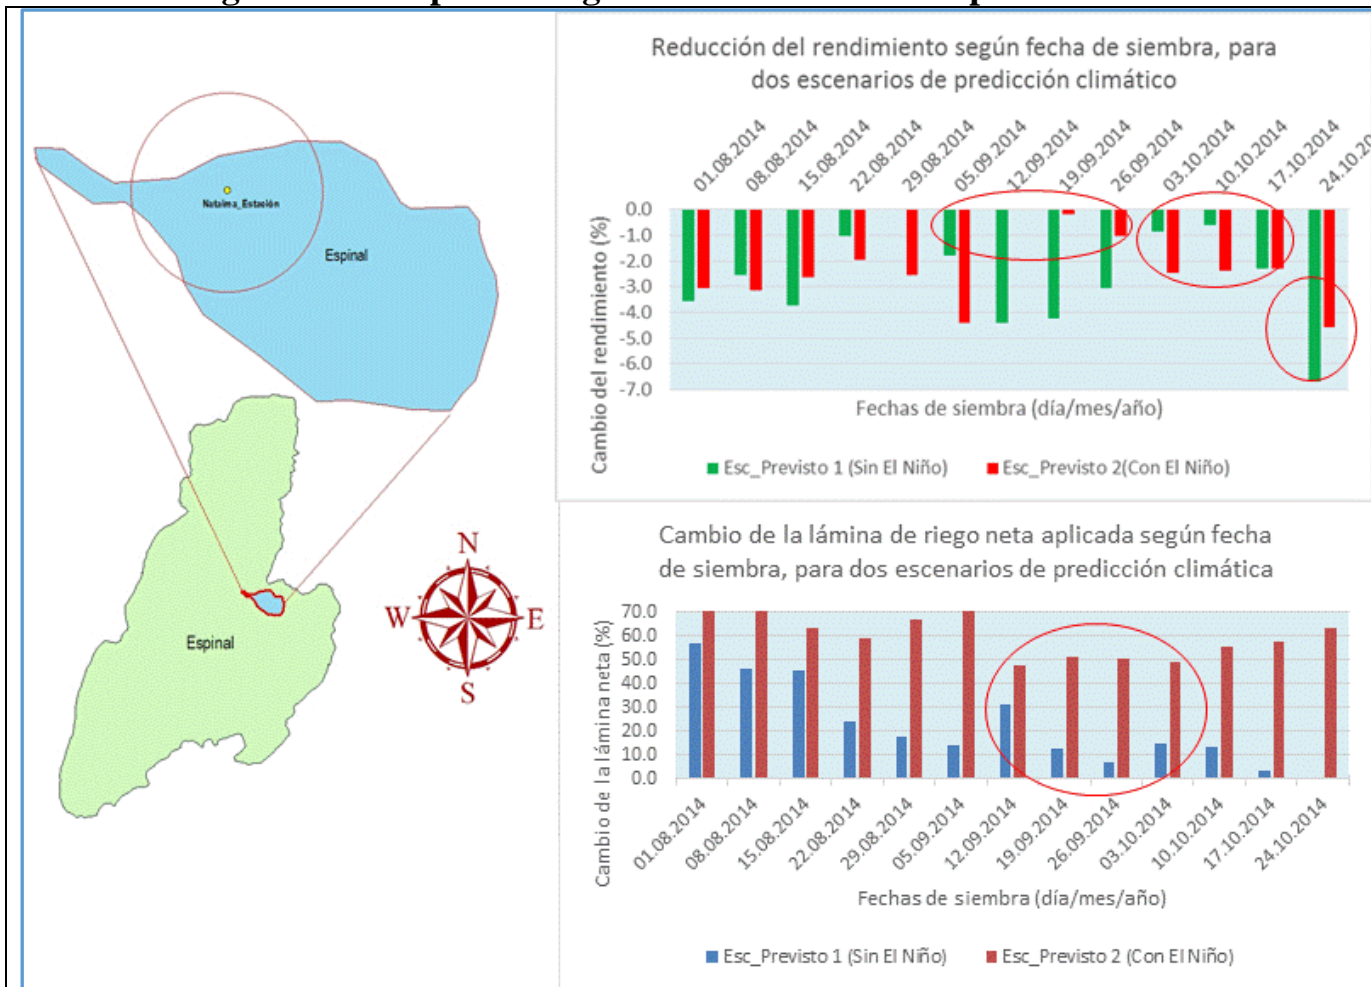 Natalma_Estación
Espinal
Espinal
N
W
E
S
Reducción del rendimiento según fecha de siembra, para
dos escenarios de predicción climático
01.08.2014
08.08.2014
15.08.2014
22.08.2014
29.08.2014
05.09.2014
12.09.2014
19.09.2014
26.09.2014
03.10.2014
10.10.2014
17.10.2014
24.10.20
Cambio del rendimiento (%)
0.0
-1.0
-2.0
-3.0
-4.0
-5.0
-6.0
-7.0
Fechas de siembra (día/mes/año)
Esc_Previsto 1 (Sin El Niño)
Esc_Previsto 2(Con El Niño)
Cambio de la lámina de riego neta aplicada según fecha
de siembra, para dos escenarios de predicción climática
Cambio de la lámina neta (%)
70.0
60.0
50.0
40.0
30.0
20.0
10.0
0.0
01.08.2014
08.08.2014
15.08.2014
22.08.2014
29.08.2014
05.09.2014
12.09.2014
19.09.2014
26.09.2014
03.10.2014
10.10.2014
17.10.2014
24.10.2014
Fechas de siembra (día/mes/año)
Esc_Previsto 1 (Sin El Niño)
Esc_Previsto 2 (Con El Niño)